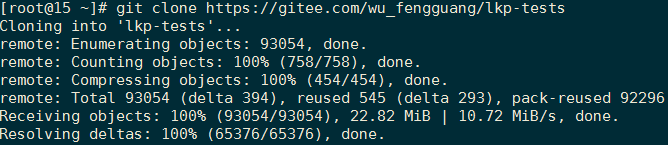 [root@15 ~]# git clone https://gitee.com/wu_fengguang/lkp-tests
Cloning into 'lkp-tests'...
remote: Enumerating objects: 93054, done.
remote: Counting objects: 100% (758/758), done.
remote: Compressing objects: 100% (454/454), done.
remote: Total 93054 (delta 394), reused 545 (delta 293), pack-reused 92296
Receiving objects: 100% (93054/93054), 22.82 MiB | 10.72 MiB/s, done.
Resolving deltas: 100% (65376/65376), done.